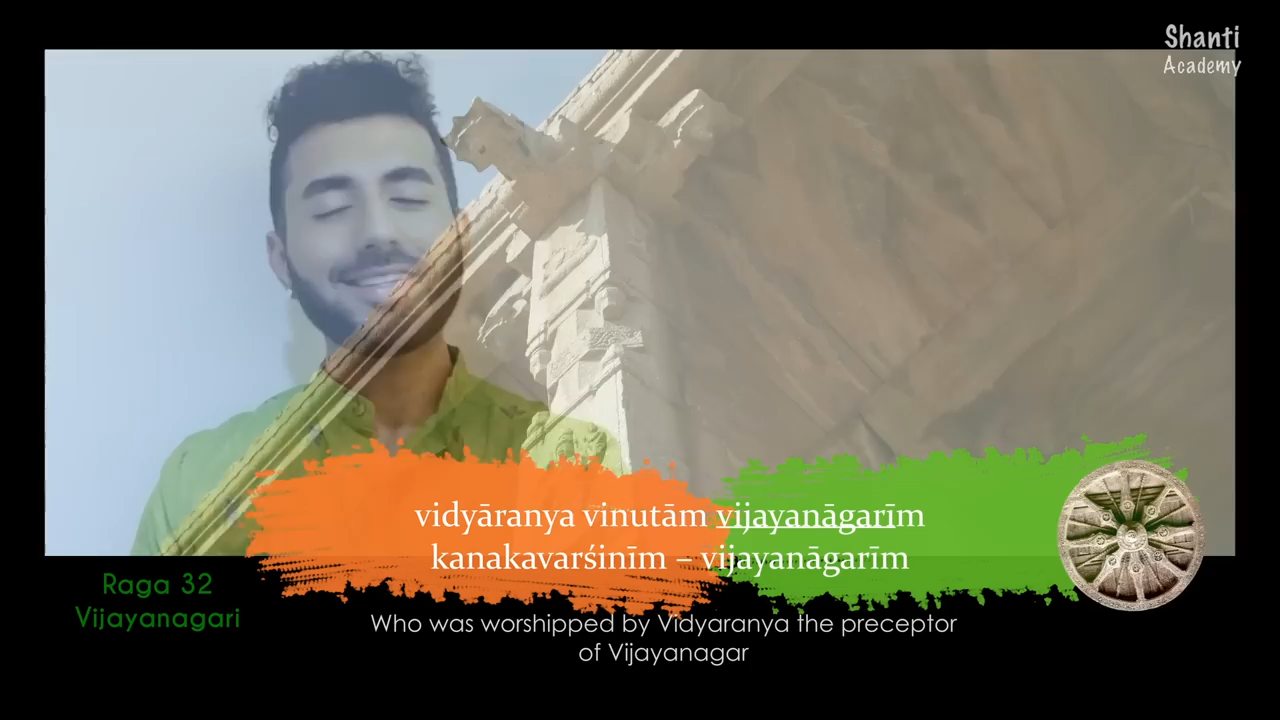 Shanti
Academy
vidyāranya vinutām vijayanāgarīm
kanakavarśinīm – vijayanāgarīm
Raga 32
Vijayanagari
Who was worshipped by Vidyaranya the preceptor
of Vijayanagar